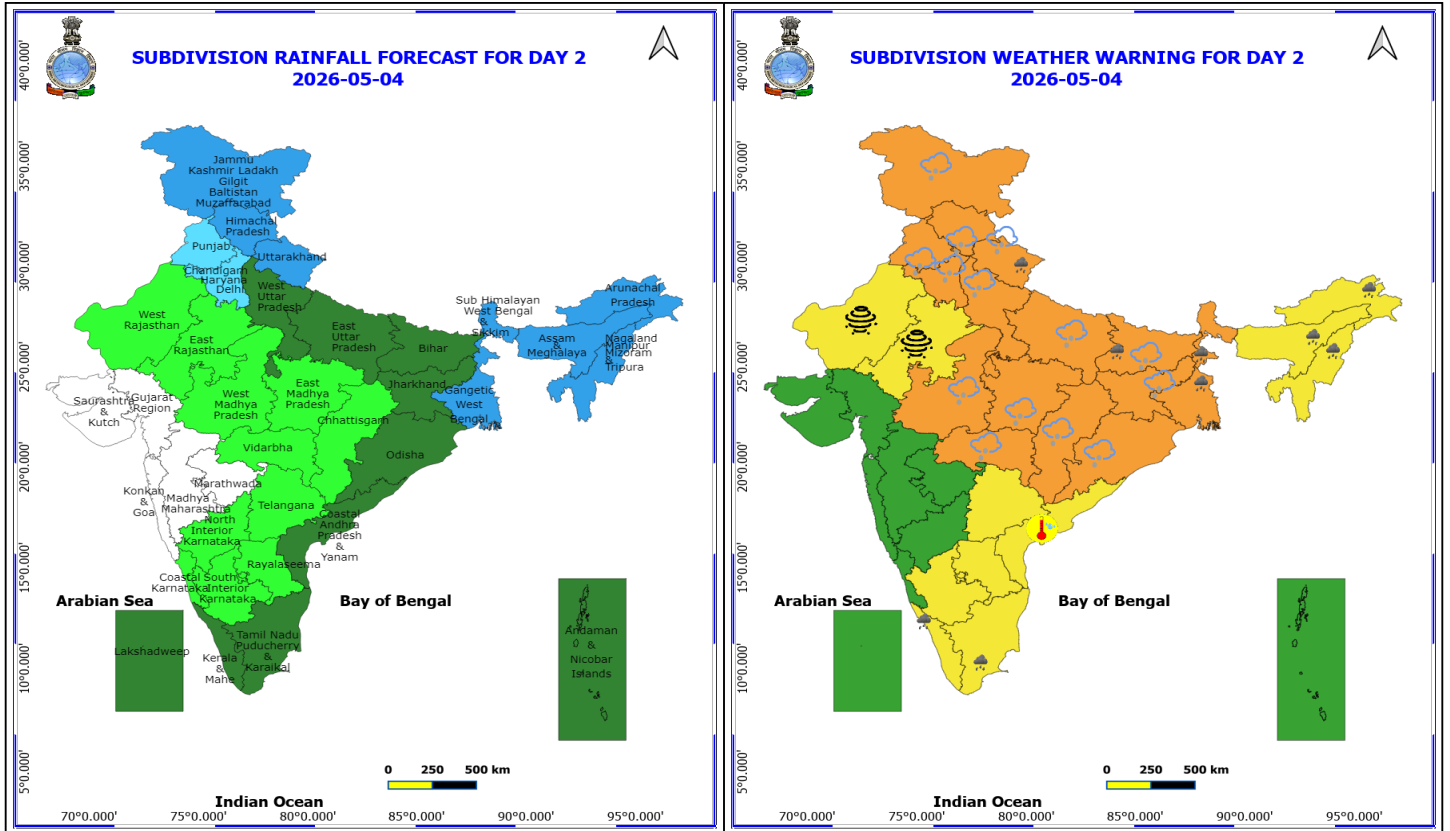 SUBDIVISION RAINFALL FORECAST FOR DAY 2
2026-05-04
40°0.000'
35°0.000'
30°0.000'
25°0.000'
20°0.000'
15°0.000'
10°0.000'
5°0.000'
Jammu
Kashmir Ladakh
Gilgit
Baltistan
Muzaffarabad
Himachal
Pradesh
Punjab
Uttarakhand
Chandigarh
Haryana
Delhi
West
Uttar
Pradesh
West
Rajasthan
East
Rajasthan
East
Uttar
Pradesh
Bihar
Sub Himalayan
West Bengal
&
Sikkim
Arunachal
Pradesh
Assam
&
Meghalaya
Nagaland
Manipur
Mizoram
&
Tripura
Jharkhand
Gangetic
West
Bengal
Saurashtra
&
Kutch
Gujarat
Region
West
Madhya
Pradesh
East
Madhya
Pradesh
Chhattisgarh
Vidarbha
Odisha
Konkan
&
Goa
Madhya
Maharashtra
Marathwada
Telangana
North
Interior
Karnataka
Coastal
Andhra
Pradesh
&
Yanam
Rayalaseema
Coastal
Karnataka
South
Interior
Karnataka
Arabian Sea
Bay of Bengal
Lakshadweep
Kerala
&
Mahe
Tamil Nadu
Puducherry
&
Karaikal
Andaman
&
Nicobar
Islands
0 250 500 km
Indian Ocean
70°0.000' 75°0.000' 80°0.000' 85°0.000' 90°0.000' 95°0.000'
SUBDIVISION WEATHER WARNING FOR DAY 2
2026-05-04
40°0.000'
35°0.000'
30°0.000'
25°0.000'
20°0.000'
15°0.000'
10°0.000'
5°0.000'
Arabian Sea
Bay of Bengal
0 250 500 km
Indian Ocean
70°0.000' 75°0.000' 80°0.000' 85°0.000' 90°0.000' 95°0.000'